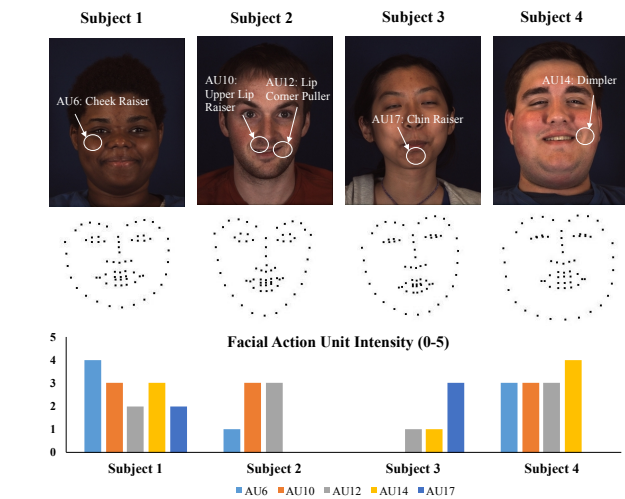 Subject 1
Subject 2
Subject 3
Subject 4
AU6: Cheek Raiser
AU10:
Upper Lip
Raiser
AU12: Lip
Corner Puller
AU17: Chin Raiser
AU14: Dimpler
Facial Action Unit Intensity (0-5)
5
4
3
2
1
0
Subject 1
Subject 2
Subject 3
Subject 4
AU6 AU10 AU12 AU14 AU17